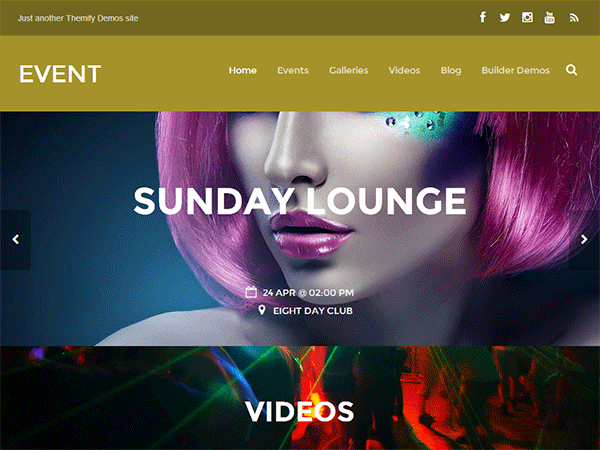 Just another Themify Demos site
EVENT
Home Events Galleries Videos Blog Builder Demos
SUNDAY LOUNGE
24 APR @ 02:00 PM
EIGHT DAY CLUB
VIDEOS